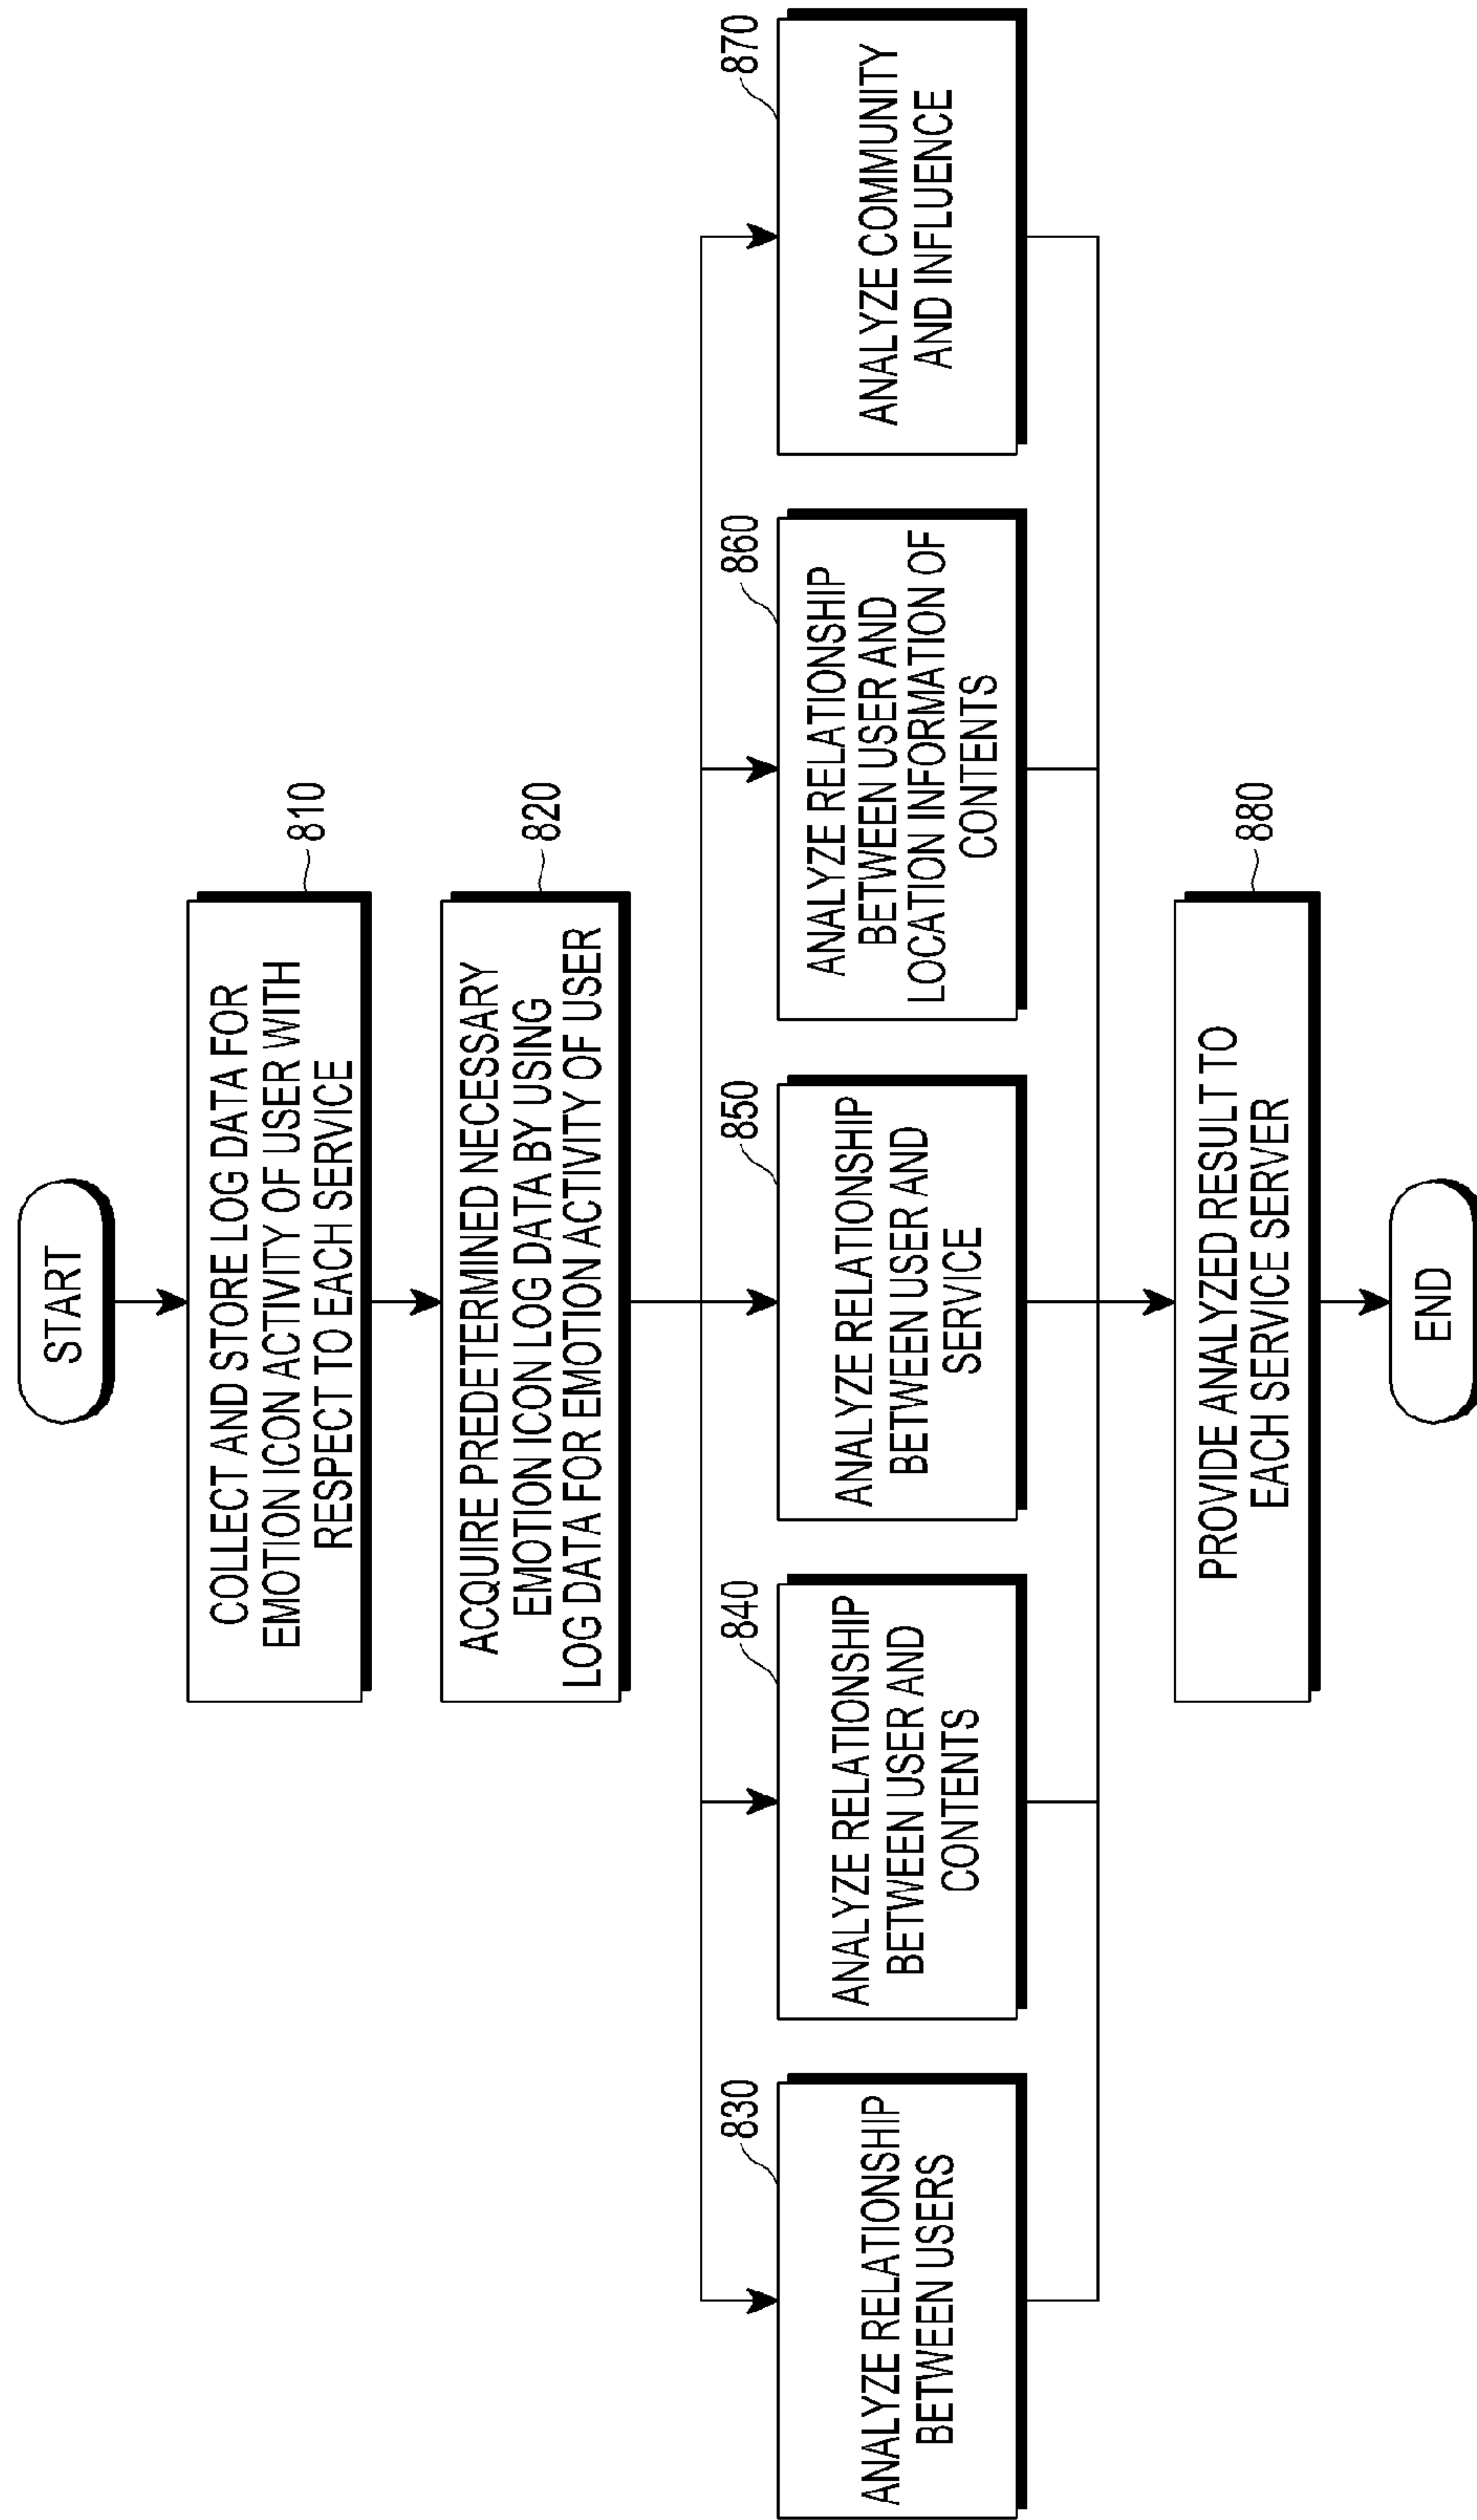 START
COLLECT AND STORE LOG DATA FOR
EMOTION ICON ACTIVITY OF USER WITH
RESPECT TO EACH SERVICE
810
ACQUIRE PREDETERMINED NECESSARY
EMOTION ICON LOG DATA BY USING
LOG DATA FOR EMOTION ACTIVITY OF USER
820
830
ANALYZE RELATIONSHIP
BETWEEN USERS
840
ANALYZE RELATIONSHIP
BETWEEN USER AND
CONTENTS
850
ANALYZE RELATIONSHIP
BETWEEN USER AND
SERVICE
860
ANALYZE RELATIONSHIP
BETWEEN USER AND
LOCATION INFORMATION OF
CONTENTS
870
ANALYZE COMMUNITY
AND INFLUENCE
PROVIDE ANALYZED RESULT TO
EACH SERVICE SERVER
880
END